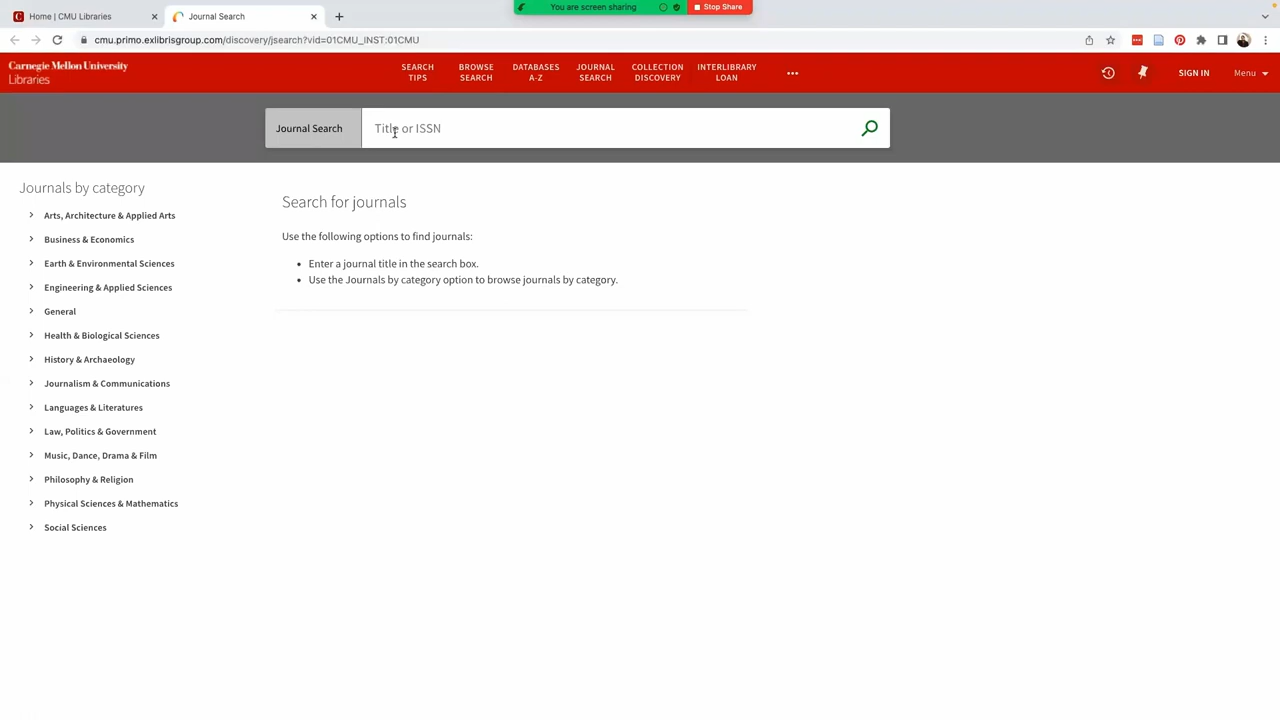 Home | CMU Libraries
Journal Search
You are screen sharing
Stop Share
cmu.primo.exlibrisgroup.com/discovery/jsearch?vid=01CMU_INST:01CMU
Carnegie Mellon University
Libraries
SEARCH TIPS
BROWSE SEARCH
DATABASES A-Z
JOURNAL SEARCH
COLLECTION DISCOVERY
INTERLIBRARY LOAN
SIGN IN
Menu
Journal Search
Title or ISSN
Journals by category
Arts, Architecture & Applied Arts
Business & Economics
Earth & Environmental Sciences
Engineering & Applied Sciences
General
Health & Biological Sciences
History & Archaeology
Journalism & Communications
Languages & Literatures
Law, Politics & Government
Music, Dance, Drama & Film
Philosophy & Religion
Physical Sciences & Mathematics
Social Sciences
Search for journals
Use the following options to find journals:
Enter a journal title in the search box.
Use the Journals by category option to browse journals by category.